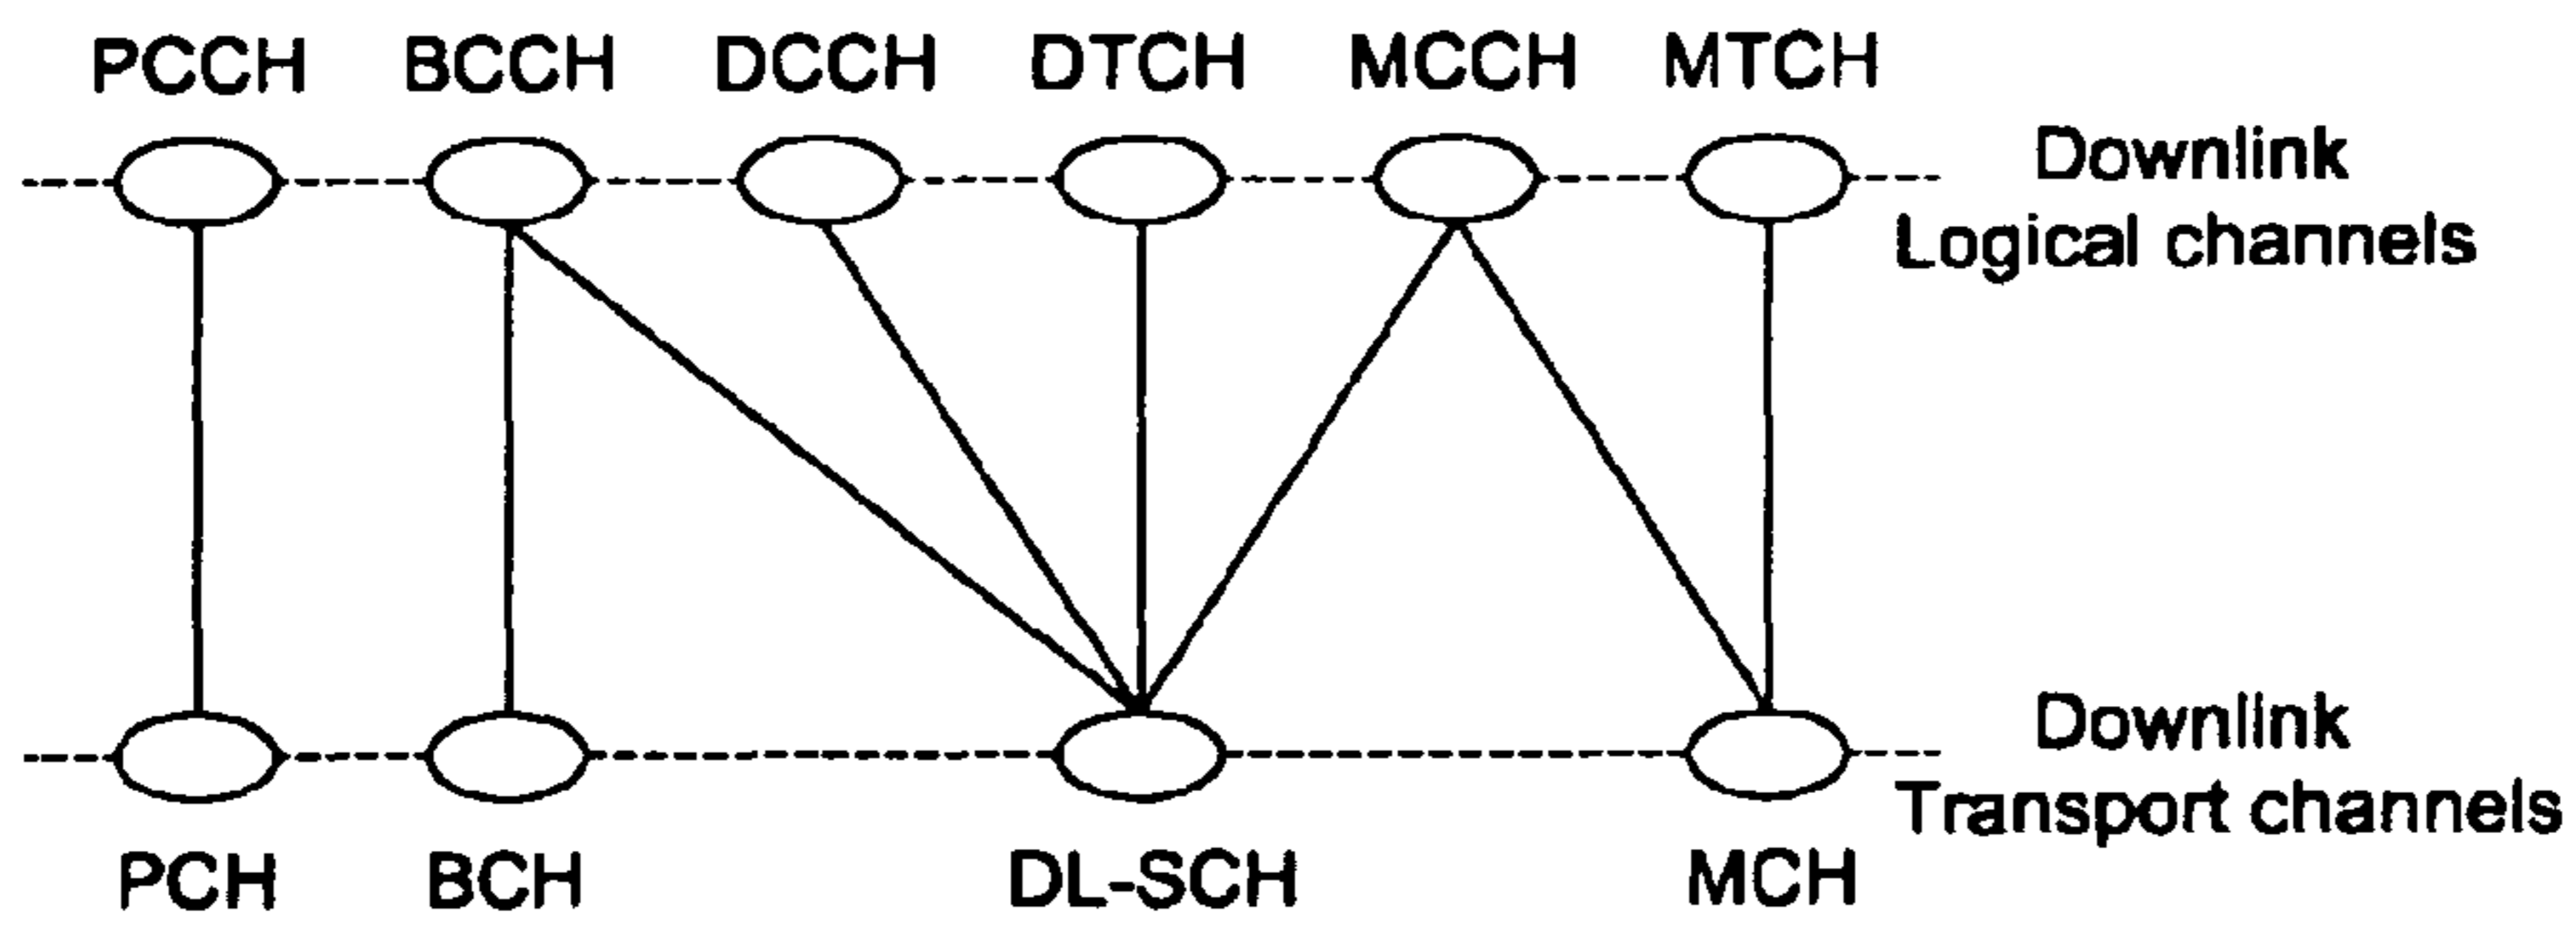 PCCH BCCH DCCH DTCH MCCH MTCH
Downlink
Logical channels
Downlink
Transport channels
PCH BCH DL-SCH MCH